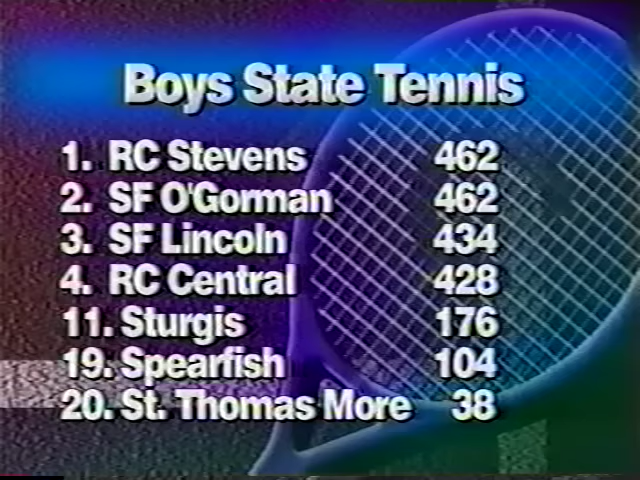 Boys State Tennis
1. RC Stevens 462
2. SF O'Gorman 462
3. SF Lincoln 434
4. RC Central 428
11. Sturgis 176
19. Spearfish 104
20. St. Thomas More 38